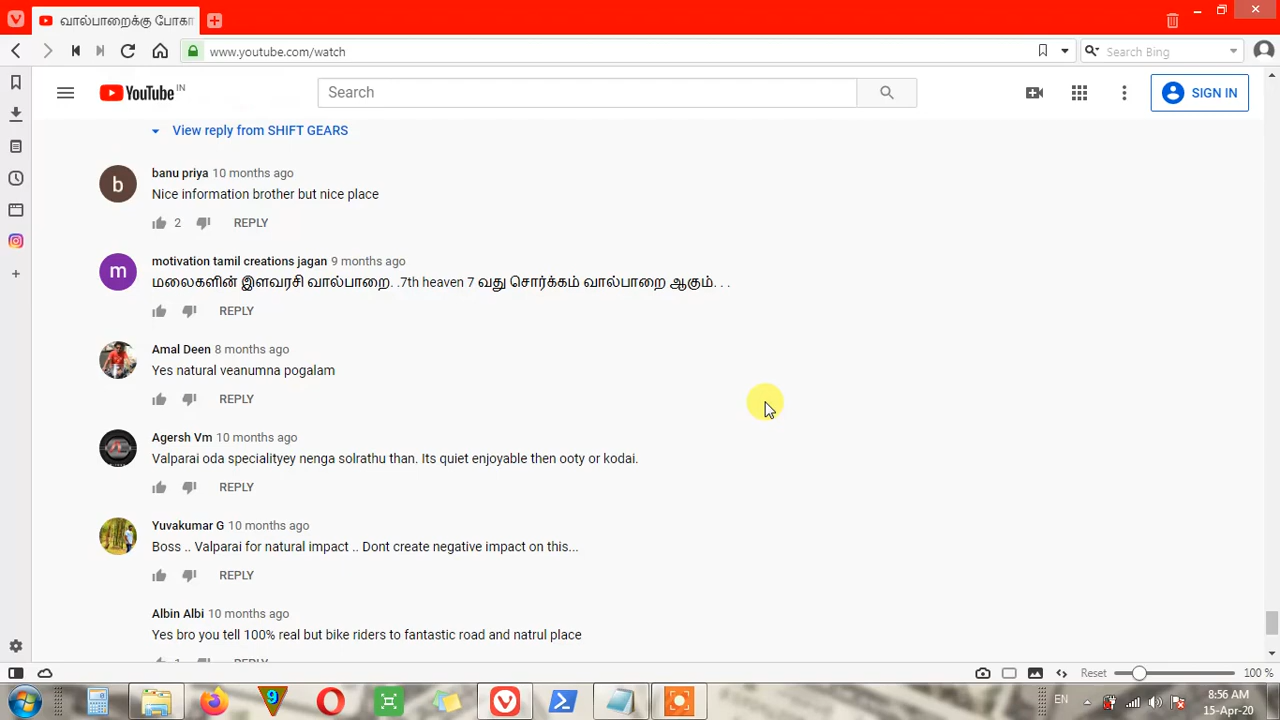 வால்பாறைக்கு போகா
www.youtube.com/watch
Search Bing
YouTube IN
Search
SIGN IN
View reply from SHIFT GEARS
b
banu priya 10 months ago
Nice information brother but nice place
2 REPLY
m
motivation tamil creations jagan 9 months ago
மலைகளின் இளவரசி வால்பாறை. .7th heaven 7 வது சொர்க்கம் வால்பாறை ஆகும். . .
REPLY
Amal Deen 8 months ago
Yes natural veanumna pogalam
REPLY
Agersh Vm 10 months ago
Valparai oda specialityey nenga solrathu than. Its quiet enjoyable then ooty or kodai.
REPLY
Yuvakumar G 10 months ago
Boss .. Valparai for natural impact .. Dont create negative impact on this...
REPLY
Albin Albi 10 months ago
Yes bro you tell 100% real but bike riders to fantastic road and natrul place
1 REPLY
Reset 100 %
9
EN
8:56 AM
15-Apr-20